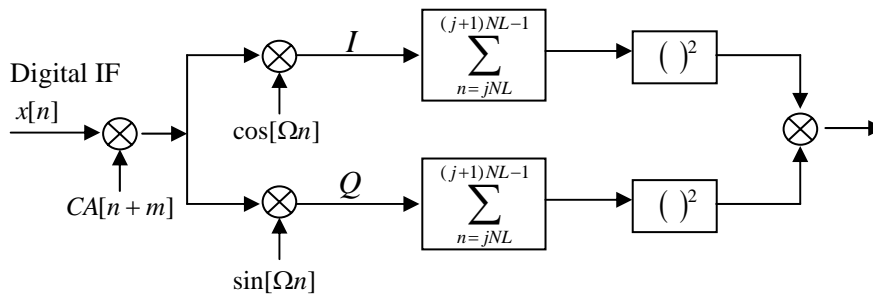 Digital IF
x[n]
CA[n + m]
cos[Ωn]
sin[Ωn]
I
Q
(j+1)NL−1
∑
n=jNL
( )²
(j+1)NL−1
∑
n=jNL
( )²